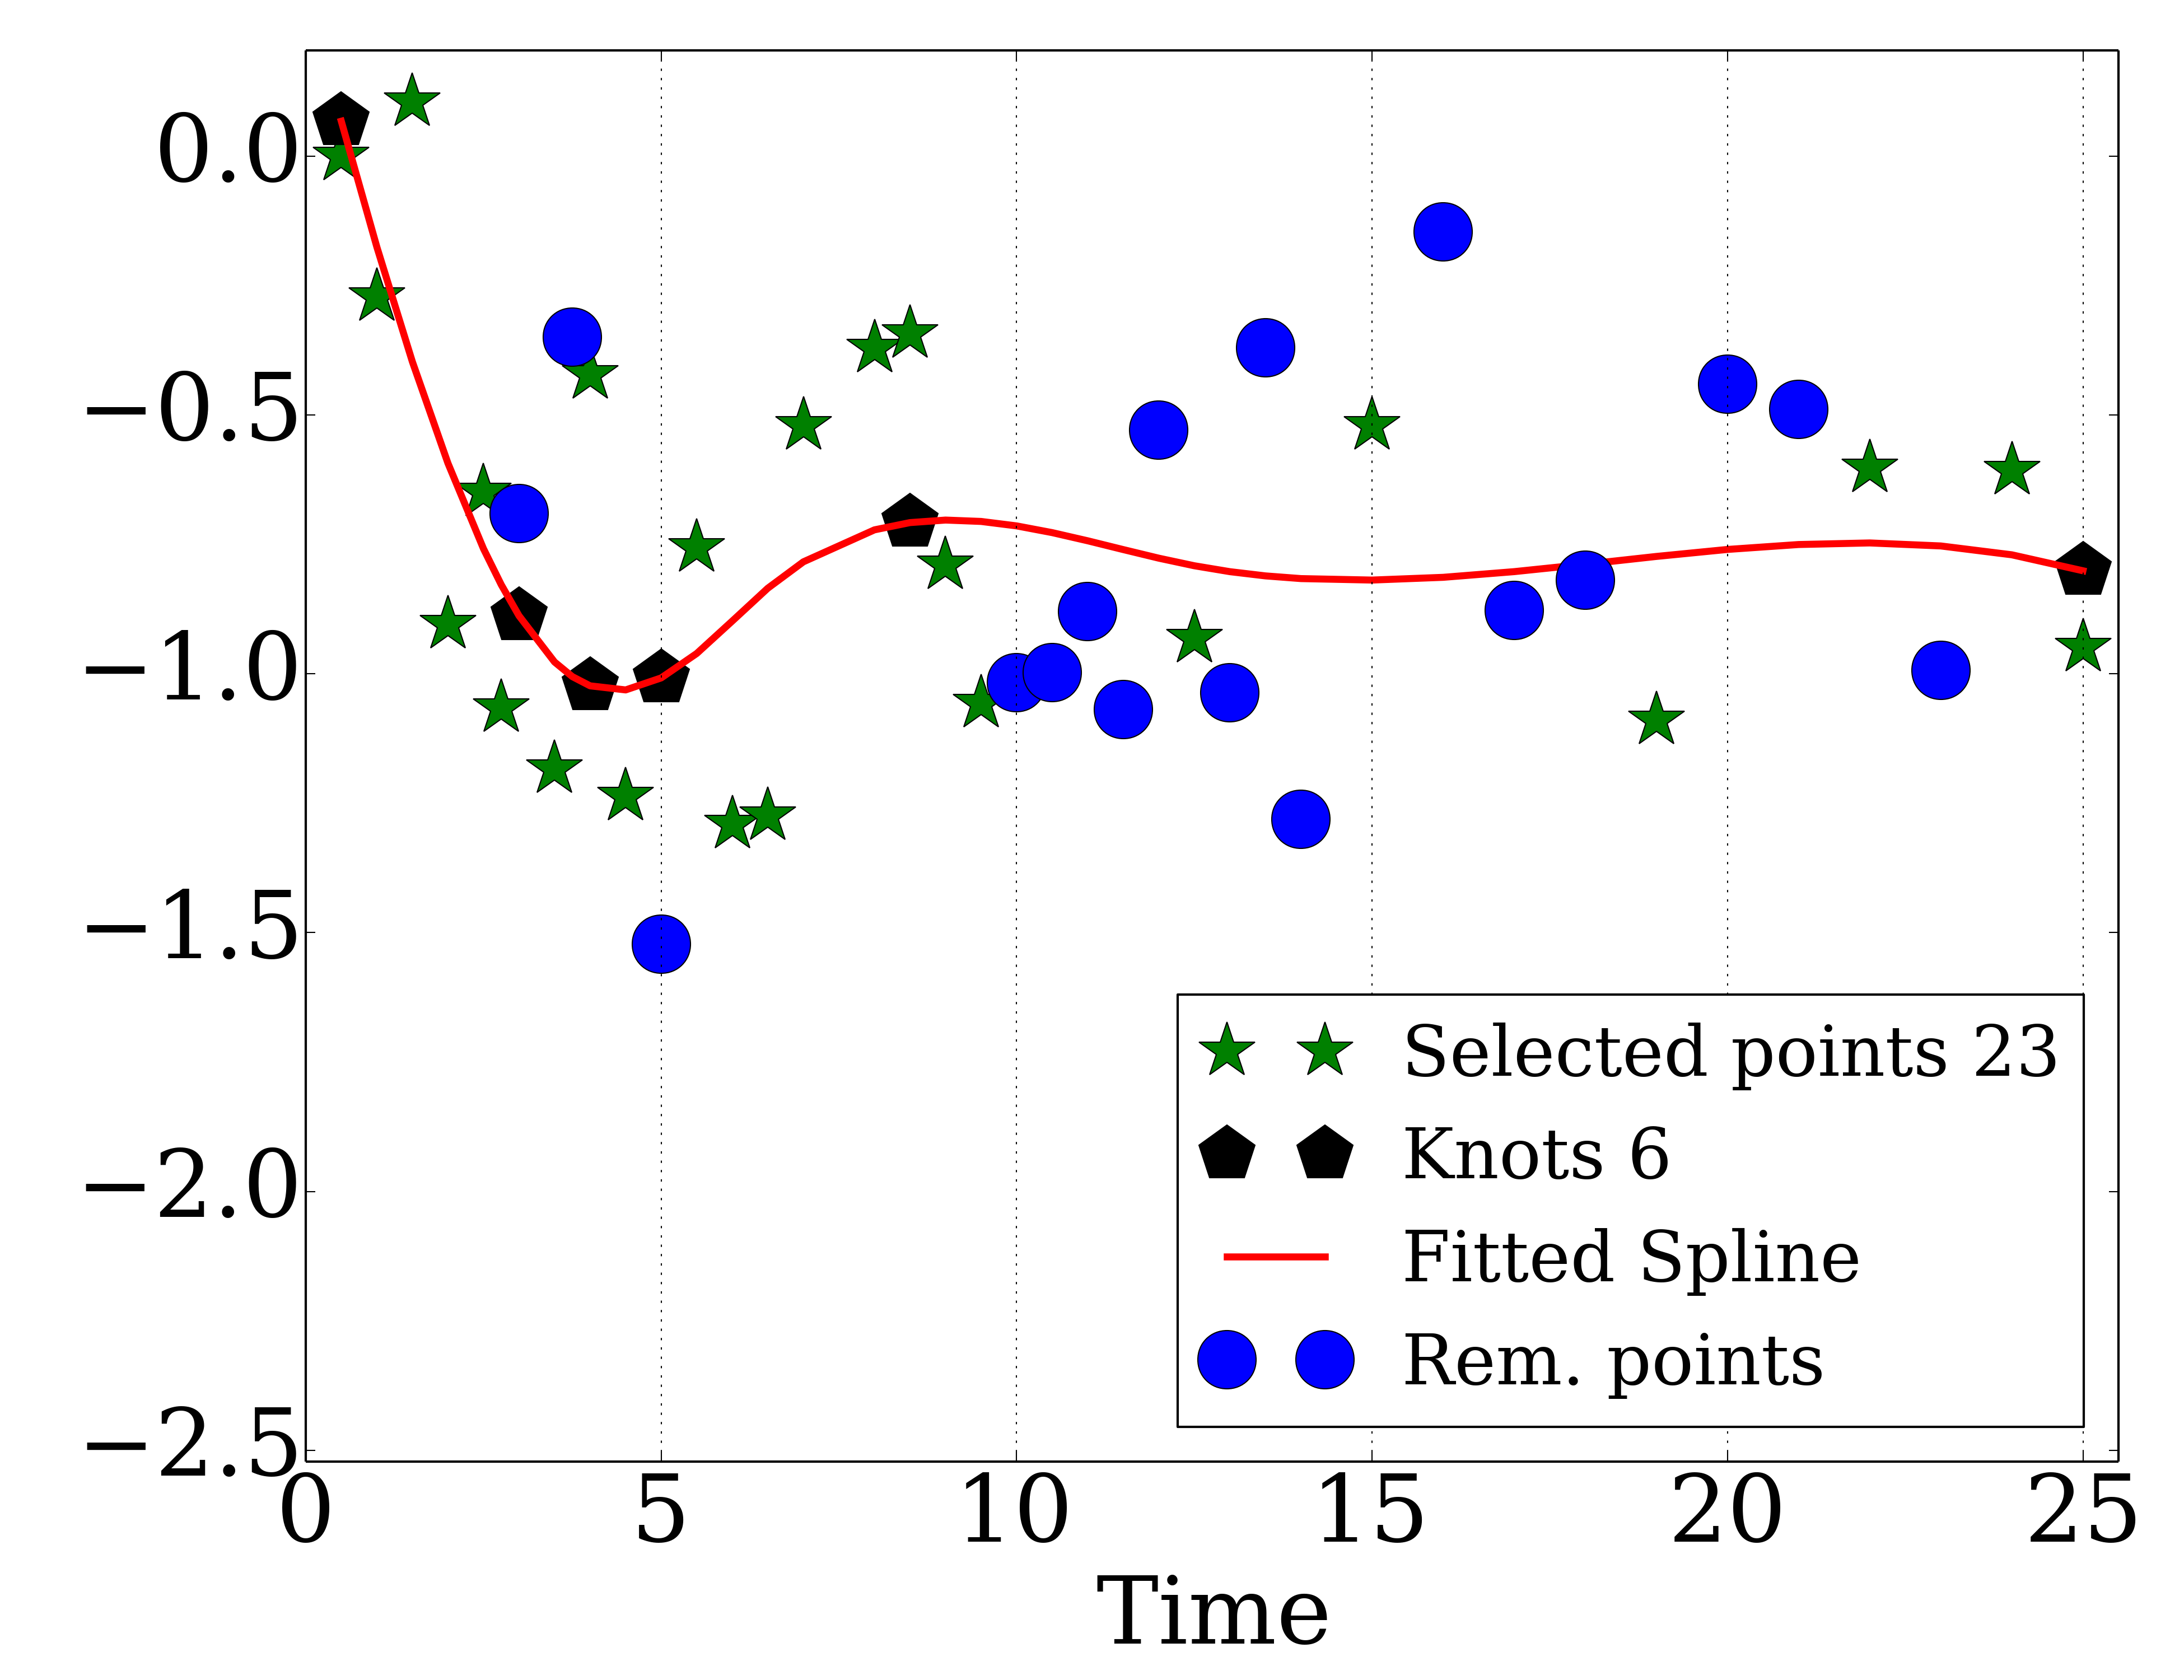 0.0
−0.5
−1.0
−1.5
−2.0
−2.5
0 5 10 15 20 25
Time
Selected points 23
Knots 6
Fitted Spline
Rem. points